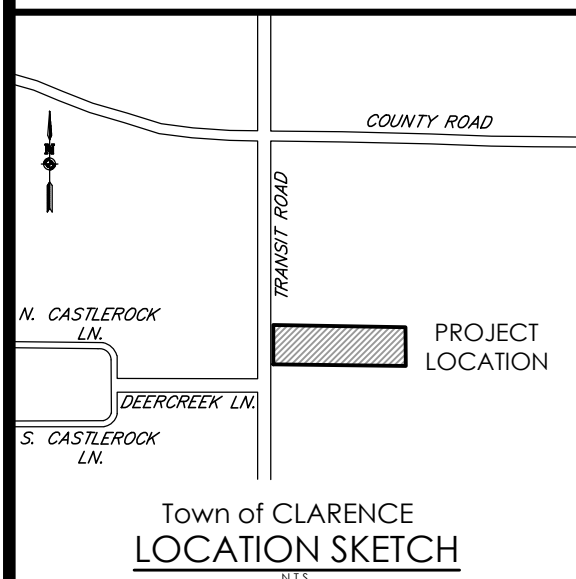 COUNTY ROAD
N
TRANSIT ROAD
N. CASTLEROCK
LN.
PROJECT
LOCATION
DEERCREEK LN.
S. CASTLEROCK
LN.
Town of CLARENCE
LOCATION SKETCH
N.T.S.